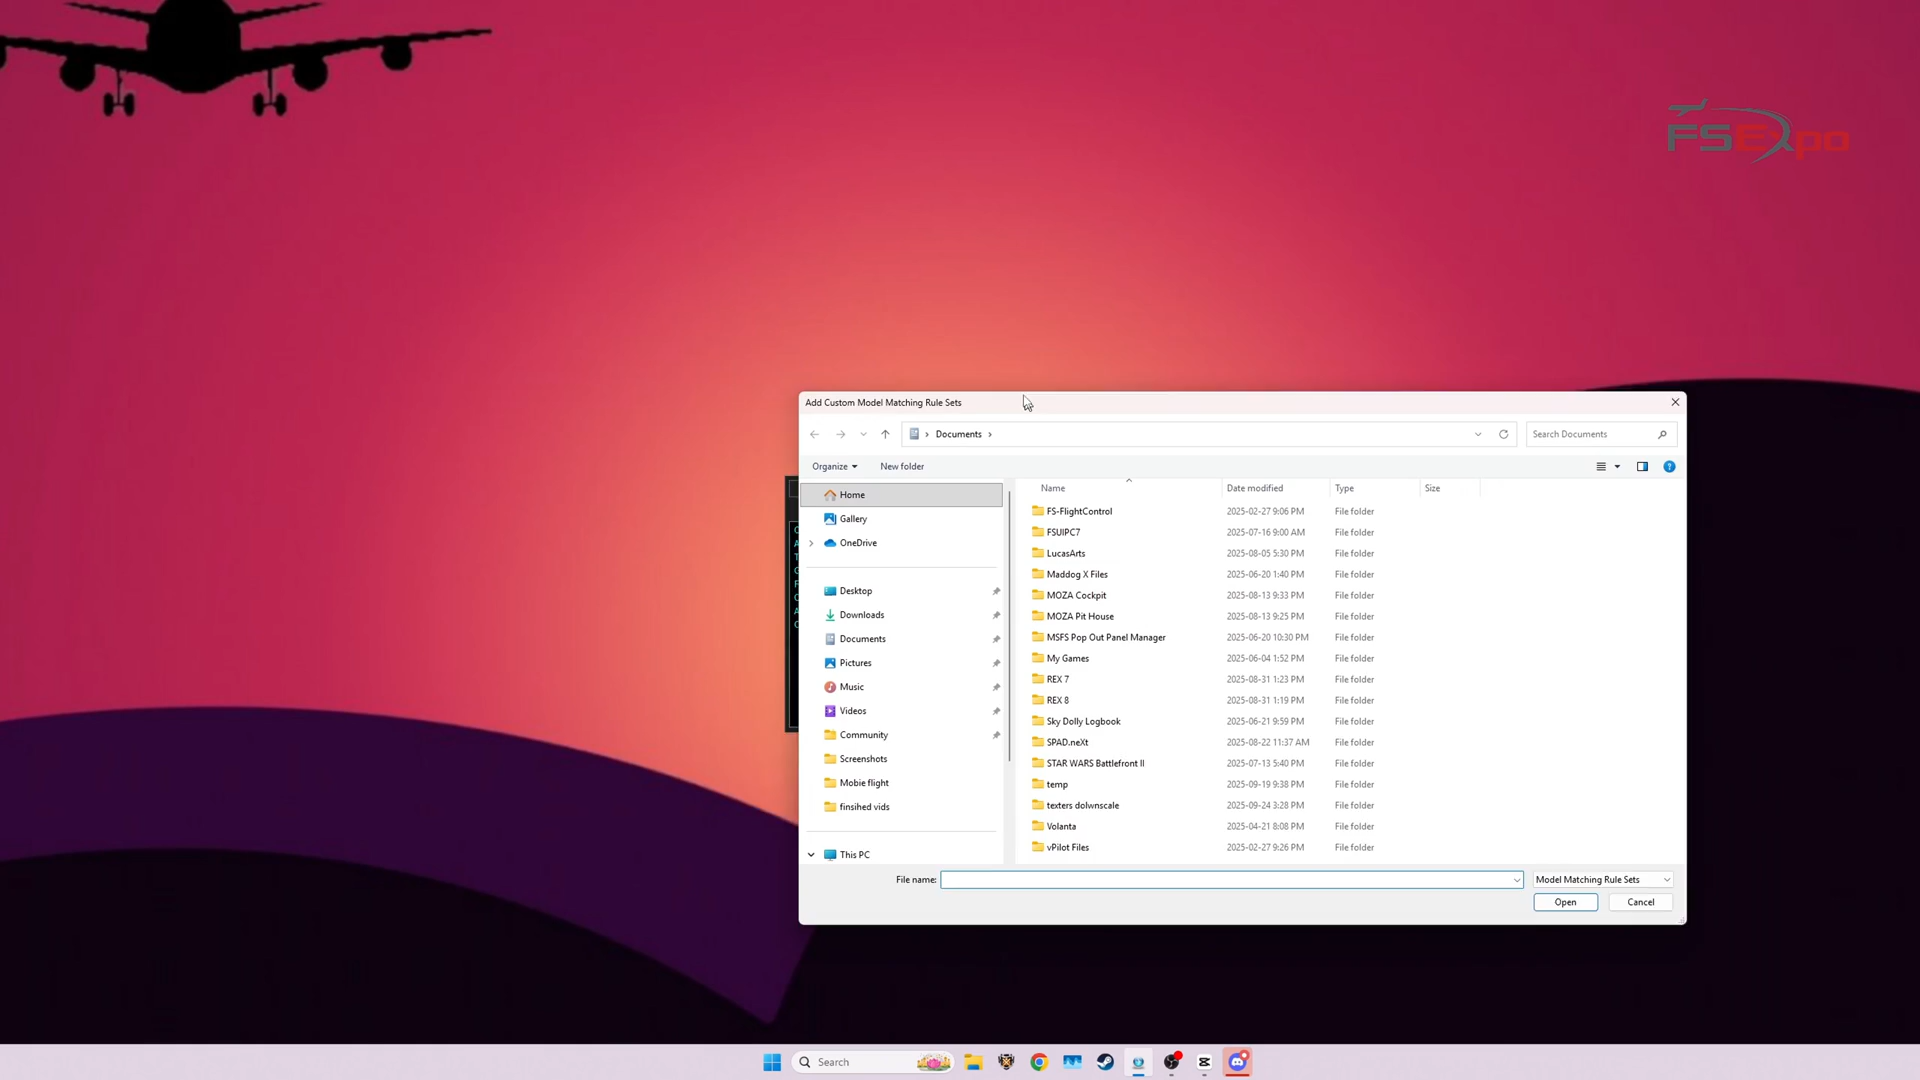 FSExpo
Add Custom Model Matching Rule Sets
Documents
Search Documents
Organize
New folder
Name Date modified Type Size
Home
Gallery
OneDrive
Desktop
Downloads
Documents
Pictures
Music
Videos
Community
Screenshots
Mobie flight
finsihed vids
This PC
FS-FlightControl 2025-02-27 9:06 PM File folder
FSUIPC7 2025-07-16 9:00 AM File folder
LucasArts 2025-08-05 5:30 PM File folder
Maddog X Files 2025-06-20 1:40 PM File folder
MOZA Cockpit 2025-08-13 9:33 PM File folder
MOZA Pit House 2025-08-13 9:25 PM File folder
MSFS Pop Out Panel Manager 2025-06-20 10:30 PM File folder
My Games 2025-06-04 1:52 PM File folder
REX 7 2025-08-31 1:23 PM File folder
REX 8 2025-08-31 1:19 PM File folder
Sky Dolly Logbook 2025-06-21 9:59 PM File folder
SPAD.neXt 2025-08-22 11:37 AM File folder
STAR WARS Battlefront II 2025-07-13 5:40 PM File folder
temp 2025-09-19 9:38 PM File folder
texters dolwnscale 2025-09-24 3:28 PM File folder
Volanta 2025-04-21 8:08 PM File folder
vPilot Files 2025-02-27 9:26 PM File folder
File name:
Model Matching Rule Sets
Open
Cancel
Search